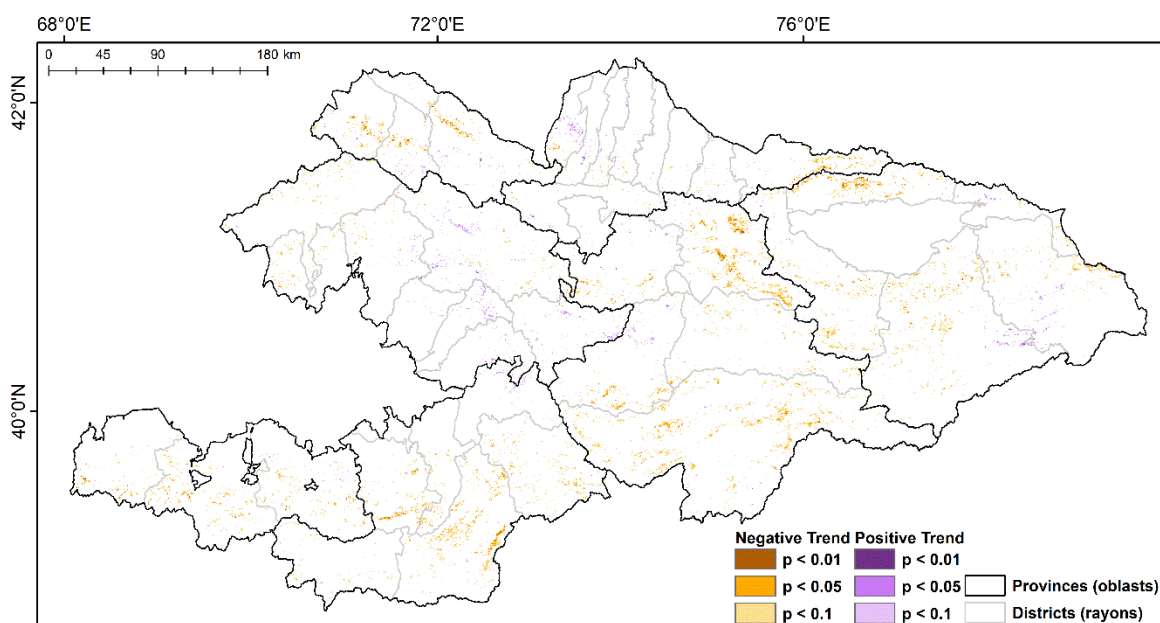 68°0'E 72°0'E 76°0'E
0 45 90 180 km
42°0'N
40°0'N
Negative Trend Positive Trend
p < 0.01 p < 0.01
p < 0.05 p < 0.05 Provinces (oblasts)
p < 0.1 p < 0.1 Districts (rayons)